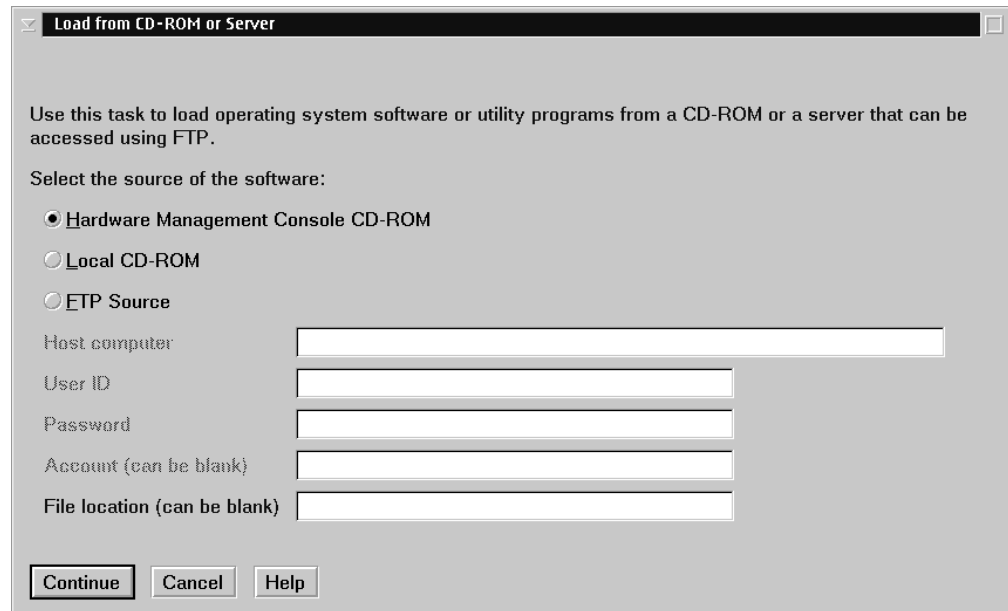 Load from CD-ROM or Server
Use this task to load operating system software or utility programs from a CD-ROM or a server that can be
accessed using FTP.
Select the source of the software:
Hardware Management Console CD-ROM
Local CD-ROM
FTP Source
Host computer
User ID
Password
Account (can be blank)
File location (can be blank)
Continue Cancel Help